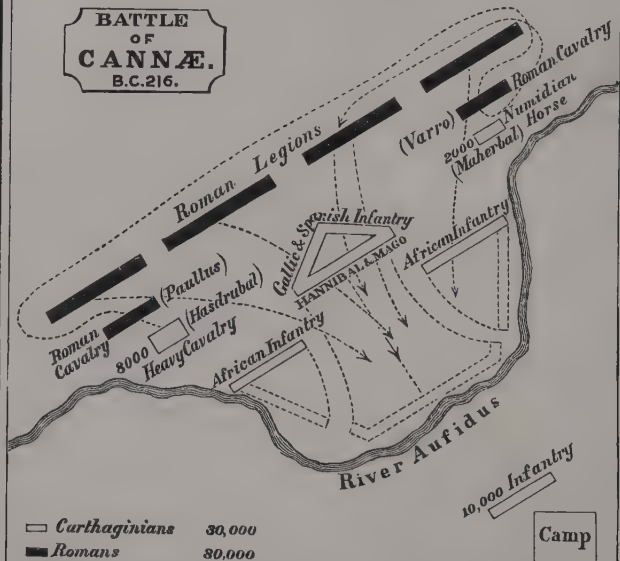 BATTLE
OF
CANNÆ.
B.C.216.
Roman Cavalry
Numidian
Horse
(Varro)
2000
(Maherbal)
Roman Legions
Gallic & Spanish Infantry
HANNIBAL & MAGO
African Infantry
(Paullus)
(Hasdrubal)
Roman
Cavalry
8000
Heavy Cavalry
African Infantry
River Aufidus
10,000 Infantry
Camp
Carthaginians 30,000
Romans 80,000